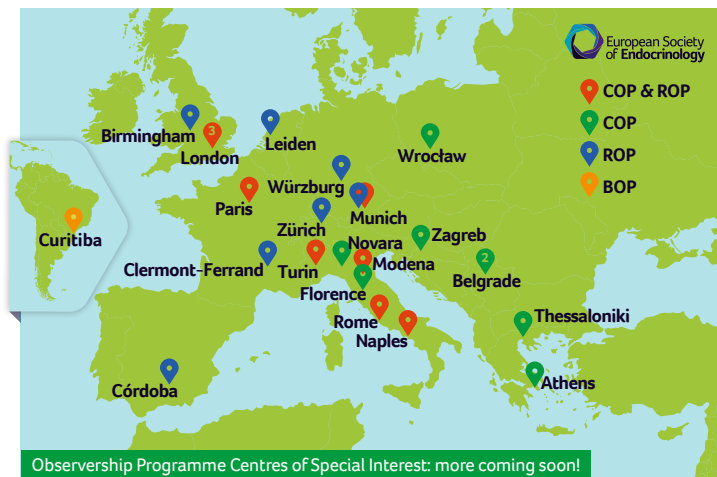 European Society
of Endocrinology
COP & ROP
COP
ROP
BOP
Birmingham
3
London
Leiden
Wrocław
Würzburg
Paris
Munich
Zürich
Curitiba
Novara
Zagreb
Clermont-Ferrand
Turin
Modena
2
Belgrade
Florence
Rome
Naples
Thessaloniki
Córdoba
Athens
Observership Programme Centres of Special Interest: more coming soon!